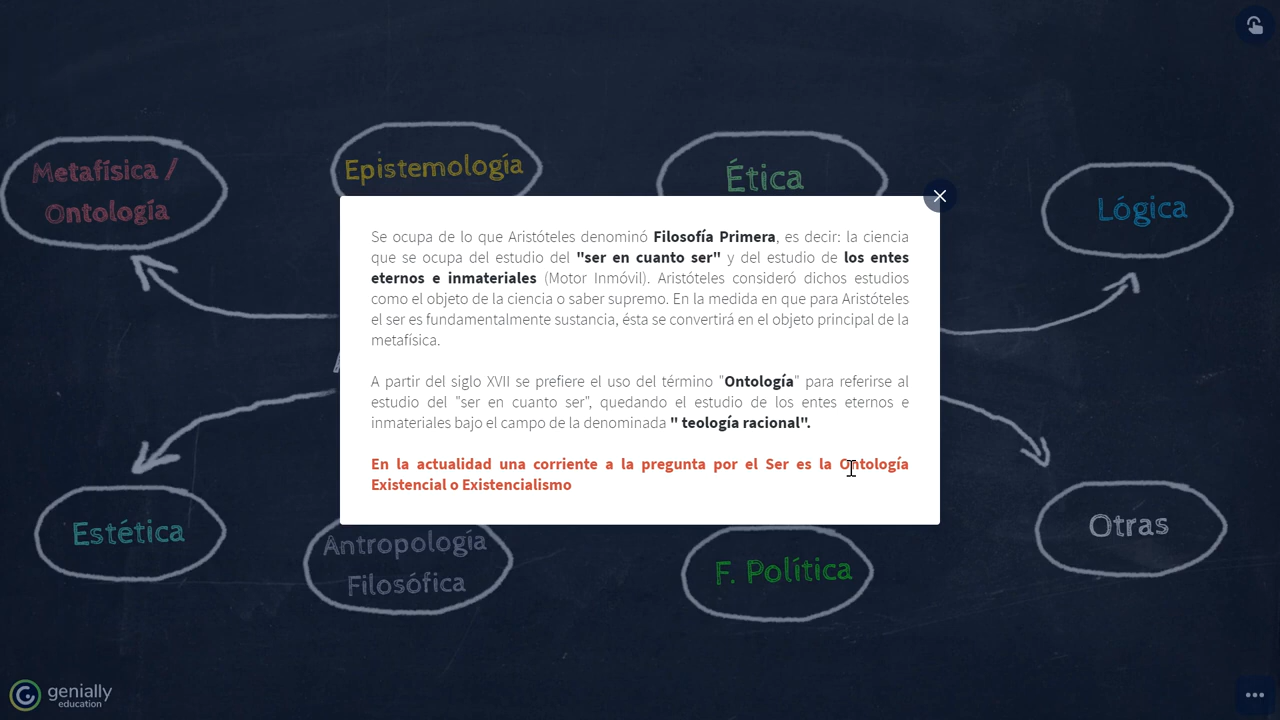 Metafísica /
Ontología
Epistemología
Ética
Lógica
Se ocupa de lo que Aristóteles denominó Filosofía Primera, es decir: la ciencia
que se ocupa del estudio del "ser en cuanto ser" y del estudio de los entes
eternos e inmateriales (Motor Inmóvil). Aristóteles consideró dichos estudios
como el objeto de la ciencia o saber supremo. En la medida en que para Aristóteles
el ser es fundamentalmente sustancia, ésta se convertirá en el objeto principal de la
metafísica.
A partir del siglo XVII se prefiere el uso del término "Ontología" para referirse al
estudio del "ser en cuanto ser", quedando el estudio de los entes eternos e
inmateriales bajo el campo de la denominada " teología racional".
En la actualidad una corriente a la pregunta por el Ser es la Ontología
Existencial o Existencialismo
Estética
Antropología
Filosófica
F. Política
Otras
genially
education